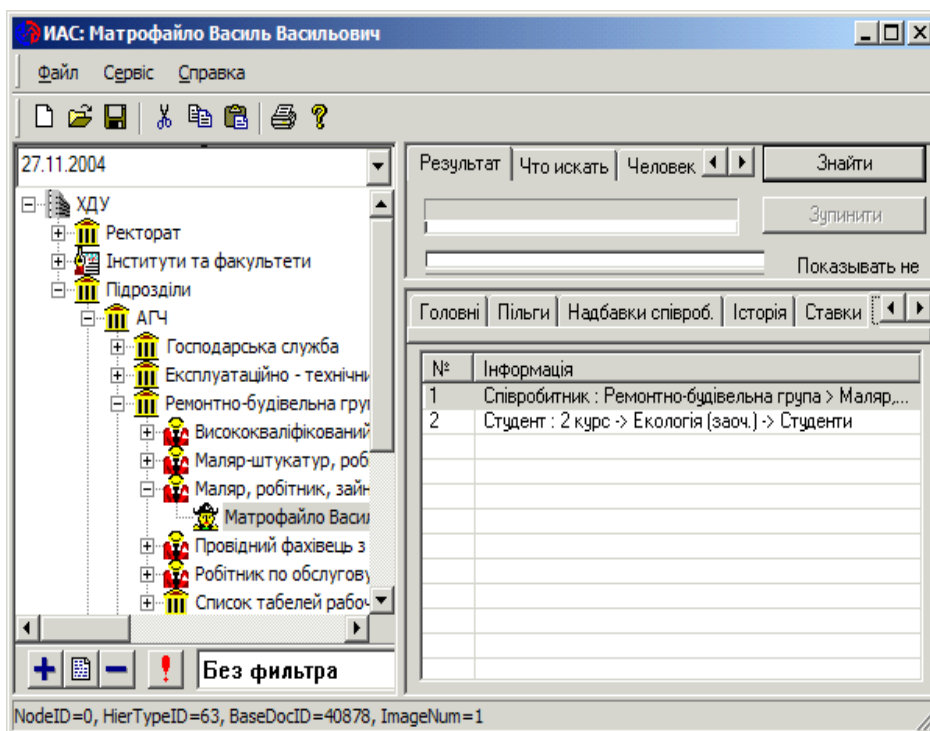 ИАС: Матрофайло Василь Васильович
Файл Сервіс Справка
27.11.2004
ХДУ
Ректорат
Інститути та факультети
Підрозділи
АГЧ
Господарська служба
Експлуатаційно - технічни
Ремонтно-будівельна груп
Висококваліфікований
Маляр-штукатур, роб
Маляр, робітник, зайн
Матрофайло Васил
Провідний фахівець з
Робітник по обслугову
Список табелей рабоч
Без фильтра
Результат Что искать Человек
Знайти
Зупинити
Показывать не
Головні Пільги Надбавки співроб. Історія Ставки
№ Інформація
1 Співробитник : Ремонтно-будівельна група > Маляр,...
2 Студент : 2 курс -> Екологія (заоч.) -> Студенти
NodeID=0, HierTypeID=63, BaseDocID=40878, ImageNum=1